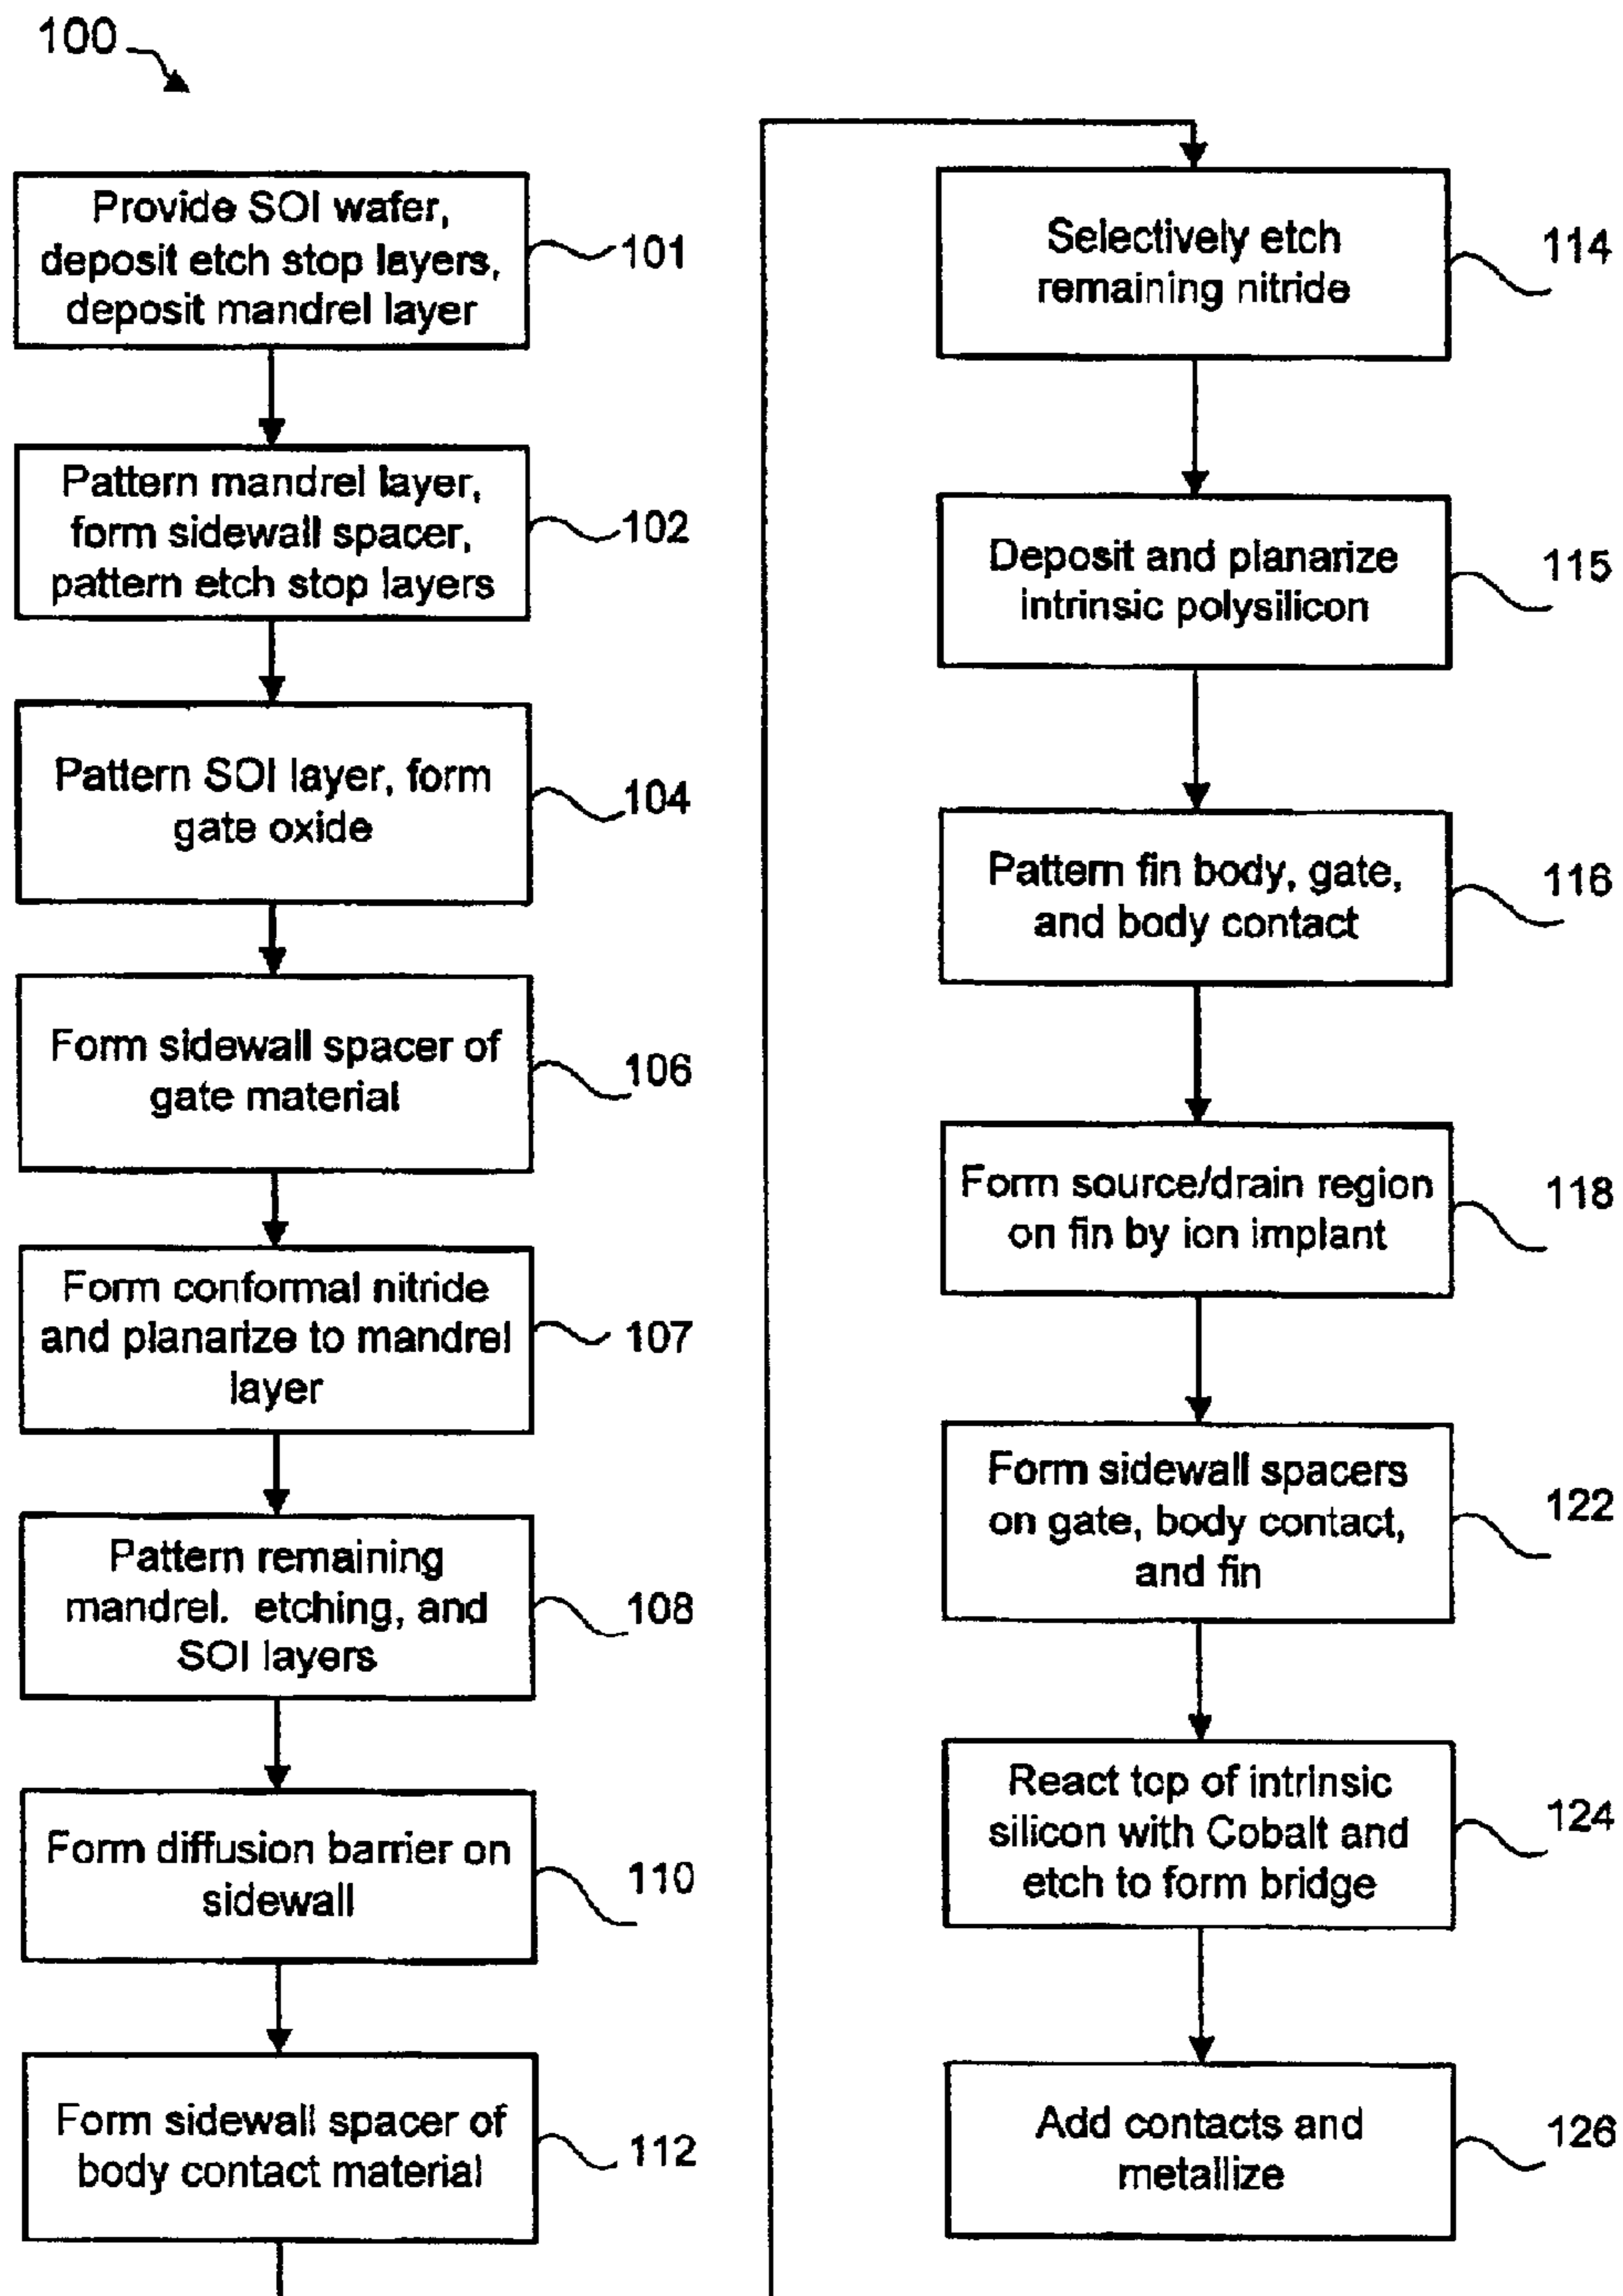 100
Provide SOI wafer,
deposit etch stop layers,
deposit mandrel layer
101
Pattern mandrel layer,
form sidewall spacer,
pattern etch stop layers
102
Pattern SOI layer, form
gate oxide
104
Form sidewall spacer of
gate material
106
Form conformal nitride
and planarize to mandrel
layer
107
Pattern remaining
mandrel. etching, and
SOI layers
108
Form diffusion barrier on
sidewall
110
Form sidewall spacer of
body contact material
112
Selectively etch
remaining nitride
114
Deposit and planarize
intrinsic polysilicon
115
Pattern fin body, gate,
and body contact
116
Form source/drain region
on fin by ion implant
118
Form sidewall spacers
on gate, body contact,
and fin
122
React top of intrinsic
silicon with Cobalt and
etch to form bridge
124
Add contacts and
metallize
126